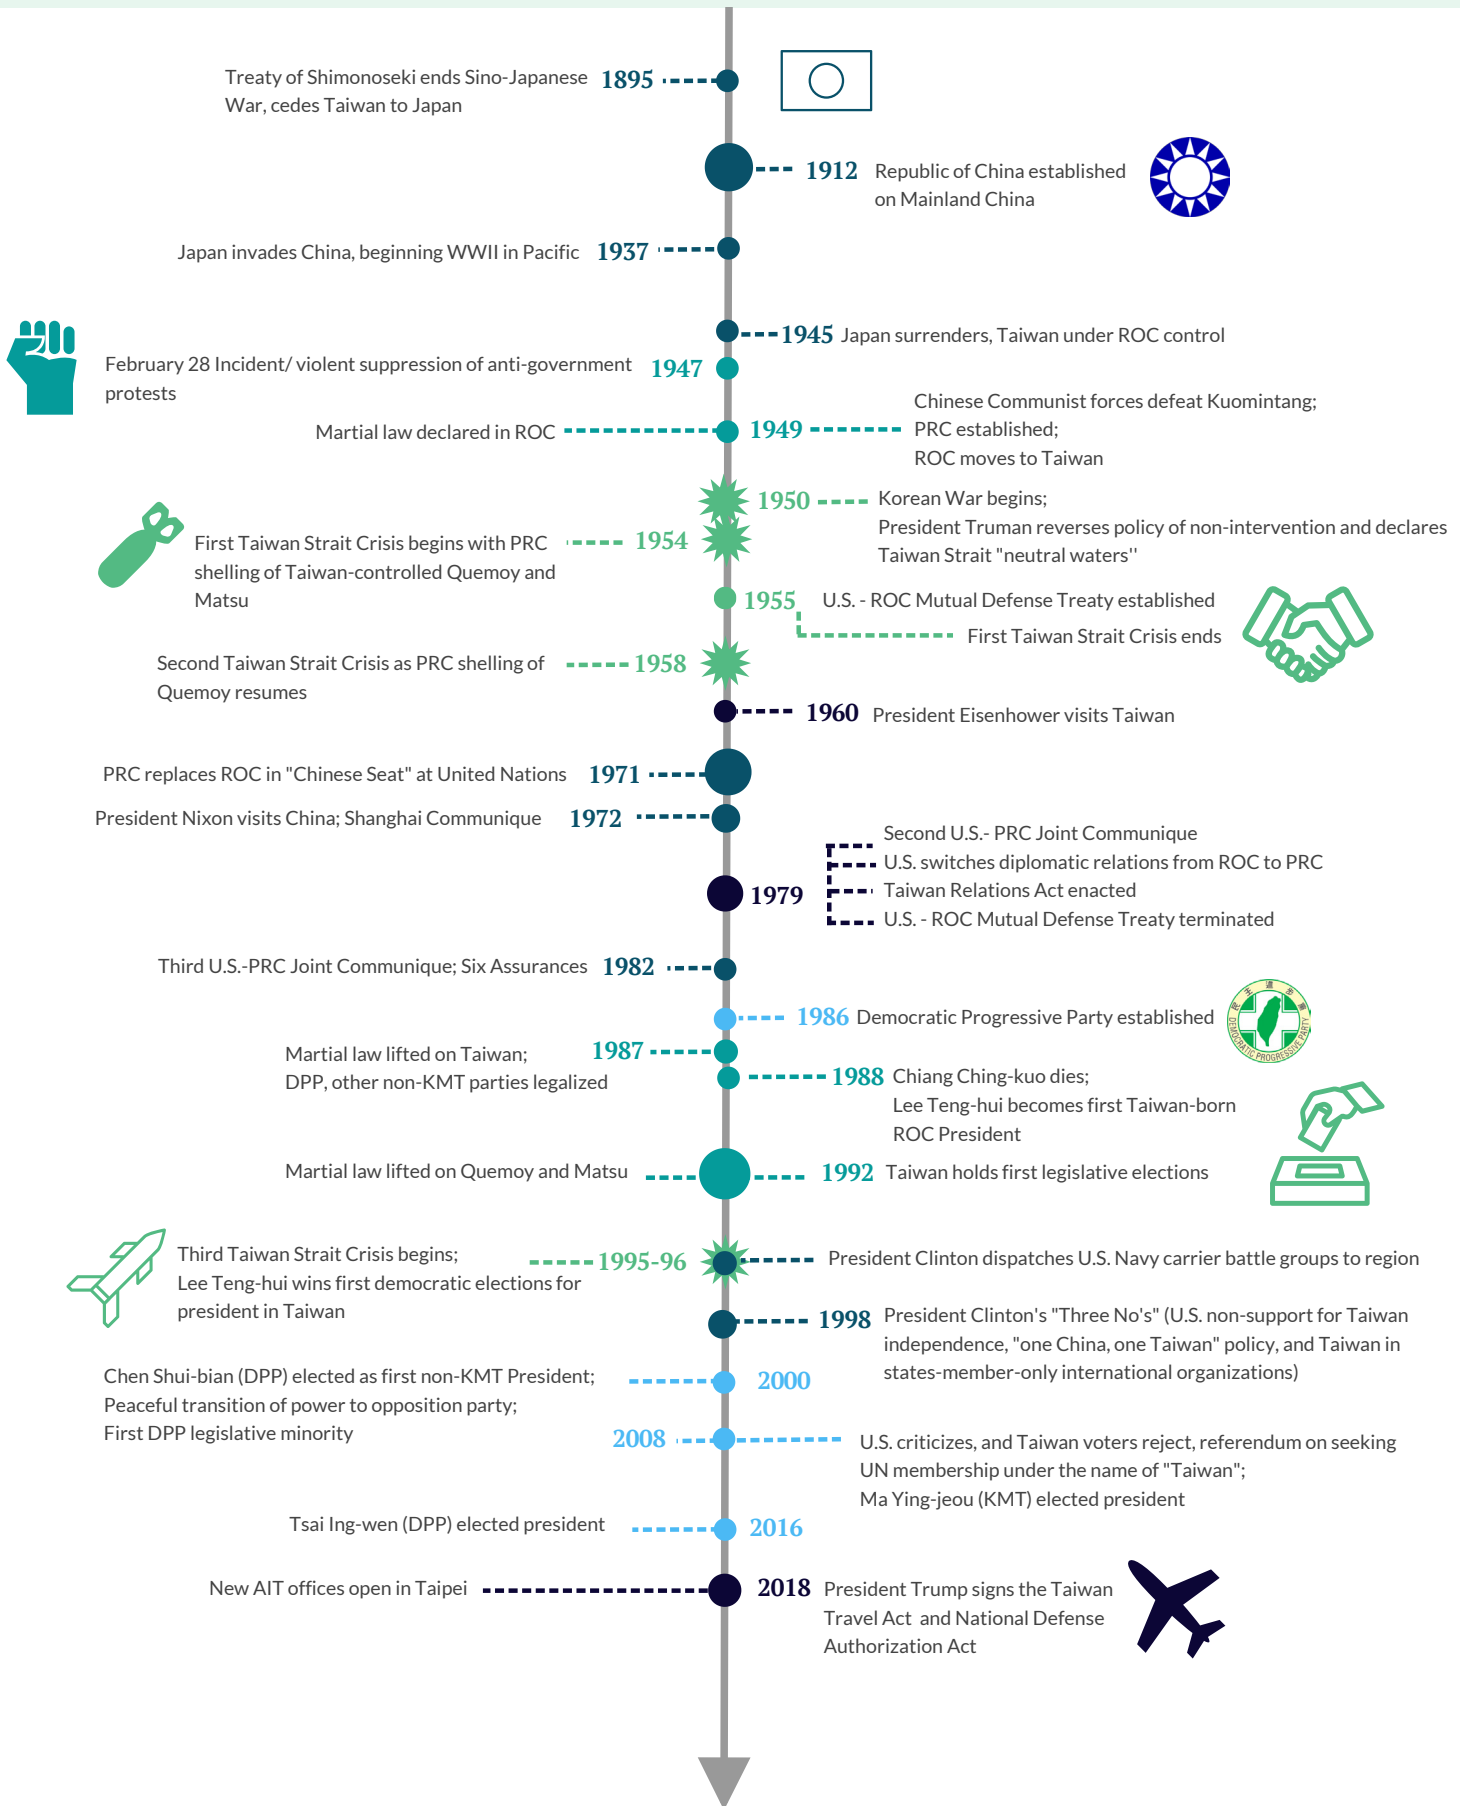 Treaty of Shimonoseki ends Sino-Japanese
War, cedes Taiwan to Japan
1895
1912
Republic of China established
on Mainland China
Japan invades China, beginning WWII in Pacific
1937
1945
Japan surrenders, Taiwan under ROC control
February 28 Incident/ violent suppression of anti-government
protests
1947
Martial law declared in ROC
1949
Chinese Communist forces defeat Kuomintang;
PRC established;
ROC moves to Taiwan
1950
Korean War begins;
President Truman reverses policy of non-intervention and declares
Taiwan Strait "neutral waters''
First Taiwan Strait Crisis begins with PRC
shelling of Taiwan-controlled Quemoy and
Matsu
1954
1955
U.S. - ROC Mutual Defense Treaty established
First Taiwan Strait Crisis ends
Second Taiwan Strait Crisis as PRC shelling of
Quemoy resumes
1958
1960
President Eisenhower visits Taiwan
PRC replaces ROC in "Chinese Seat" at United Nations
1971
President Nixon visits China; Shanghai Communique
1972
1979
Second U.S.- PRC Joint Communique
U.S. switches diplomatic relations from ROC to PRC
Taiwan Relations Act enacted
U.S. - ROC Mutual Defense Treaty terminated
Third U.S.-PRC Joint Communique; Six Assurances
1982
1986
Democratic Progressive Party established
民主進步黨
DEMOCRATIC PROGRESSIVE PARTY
Martial law lifted on Taiwan;
DPP, other non-KMT parties legalized
1987
1988
Chiang Ching-kuo dies;
Lee Teng-hui becomes first Taiwan-born
ROC President
Martial law lifted on Quemoy and Matsu
1992
Taiwan holds first legislative elections
Third Taiwan Strait Crisis begins;
Lee Teng-hui wins first democratic elections for
president in Taiwan
1995-96
President Clinton dispatches U.S. Navy carrier battle groups to region
1998
President Clinton's "Three No's" (U.S. non-support for Taiwan
independence, "one China, one Taiwan" policy, and Taiwan in
states-member-only international organizations)
Chen Shui-bian (DPP) elected as first non-KMT President;
Peaceful transition of power to opposition party;
First DPP legislative minority
2000
2008
U.S. criticizes, and Taiwan voters reject, referendum on seeking
UN membership under the name of "Taiwan";
Ma Ying-jeou (KMT) elected president
Tsai Ing-wen (DPP) elected president
2016
New AIT offices open in Taipei
2018
President Trump signs the Taiwan
Travel Act and National Defense
Authorization Act